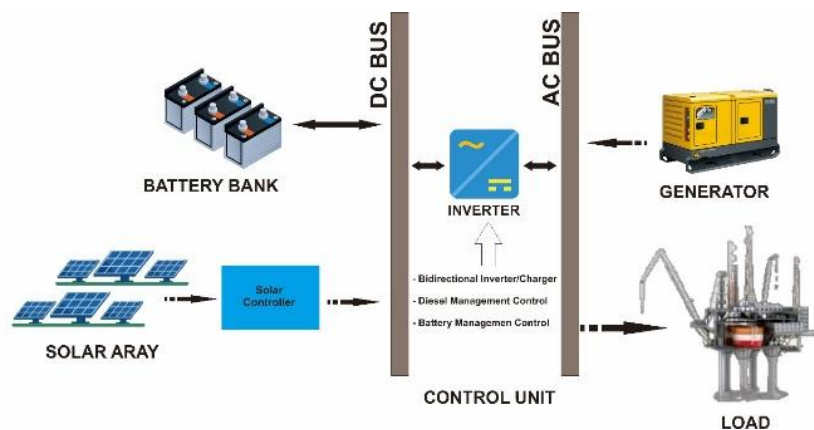 DC BUS
AC BUS
BATTERY BANK
INVERTER
GENERATOR
Solar
Controller
- Bidirectional Inverter/Charger
- Diesel Management Control
- Battery Managemen Control
SOLAR ARAY
CONTROL UNIT
LOAD